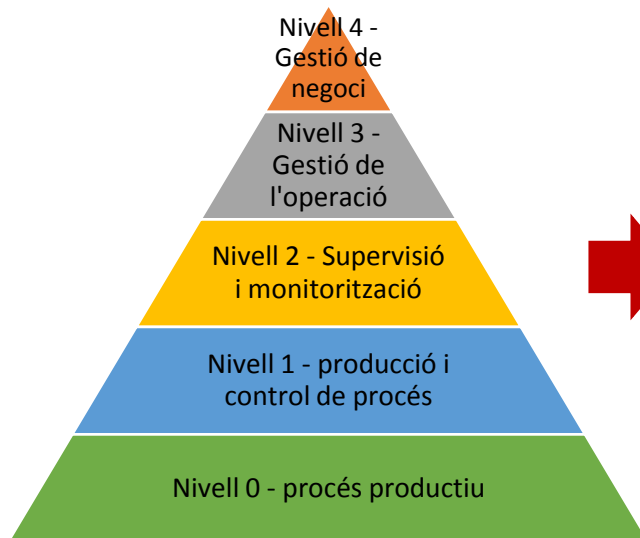 Nivell 4 -
Gestió de
negoci
Nivell 3 -
Gestió de
l'operació
Nivell 2 - Supervisió
i monitorització
Nivell 1 - producció i
control de procés
Nivell 0 - procés productiu